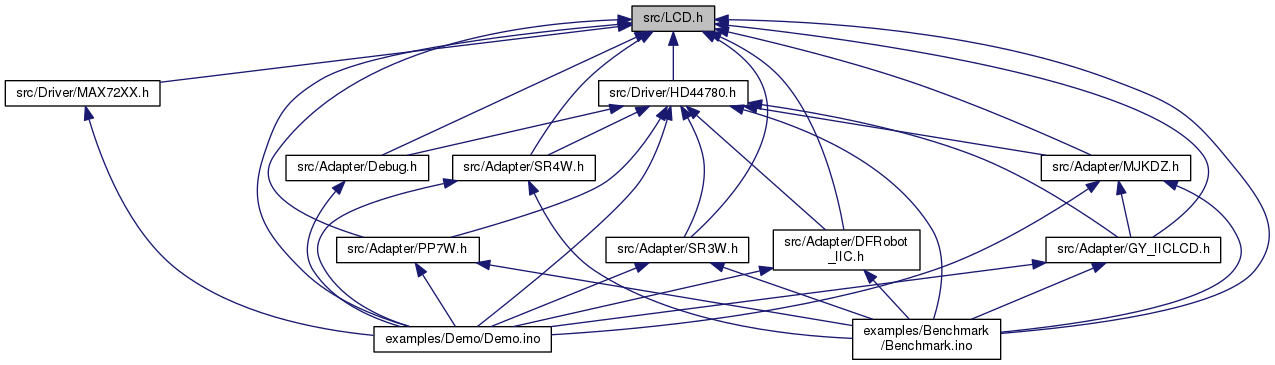 src/LCD.h
src/Driver/MAX72XX.h
src/Driver/HD44780.h
src/Adapter/Debug.h
src/Adapter/SR4W.h
src/Adapter/MJKDZ.h
src/Adapter/PP7W.h
src/Adapter/SR3W.h
src/Adapter/DFRobot
_IIC.h
src/Adapter/GY_IICLCD.h
examples/Demo/Demo.ino
examples/Benchmark
/Benchmark.ino